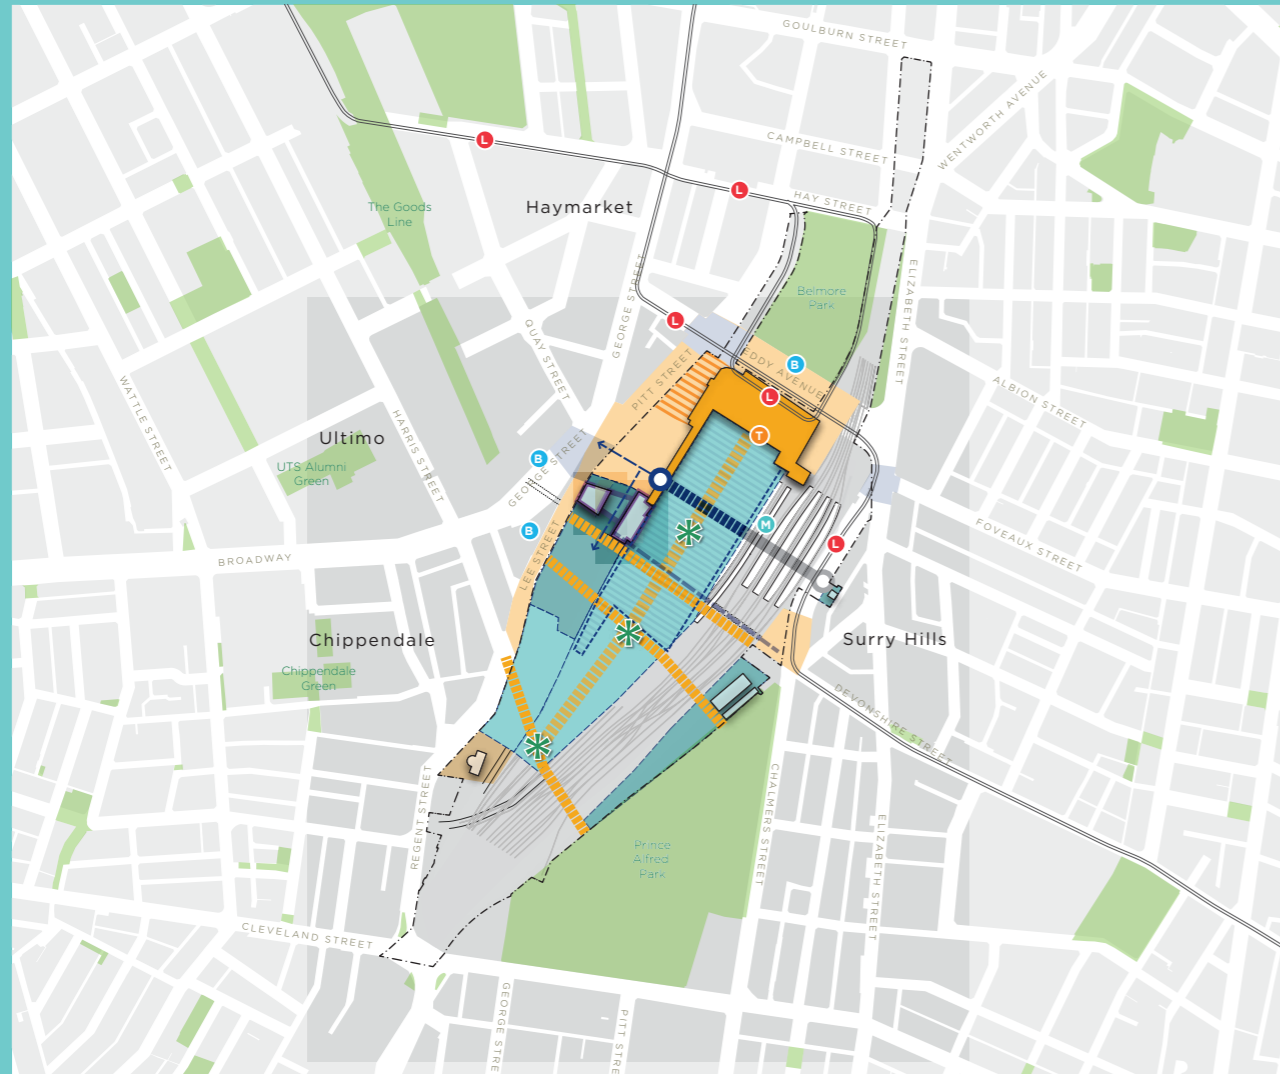 GOULBURN STREET
WENTWORTH AVENUE
CAMPBELL STREET
L
L
HAY STREET
Haymarket
The Goods
Line
GEORGE STREET
ELIZABETH STREET
Belmore
Park
L
QUAY STREET
PITT STREET
EDDY AVENUE
B
L
WATTLE STREET
HARRIS STREET
ALBION STREET
Ultimo
T
UTS Alumni
Green
B
GEORGE STREET
M
B
L
FOVEAUX STREET
BROADWAY
LEE STREET
Chippendale
Surry Hills
Chippendale
Green
DEVONSHIRE STREET
REGENT STREET
CHALMERS STREET
ELIZABETH STREET
Prince
Alfred
Park
CLEVELAND STREET
GEORGE STRE
PITT STRE